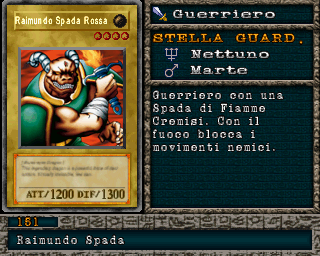 Raimundo Spada Rossa
ATT/1200 DIF/1300
Guerriero
STELLA GUARD.
Nettuno
Marte
Guerriero con una
Spada di Fiamme
Cremisi. Con il
fuoco blocca i
movimenti nemici.
151
Raimundo Spada